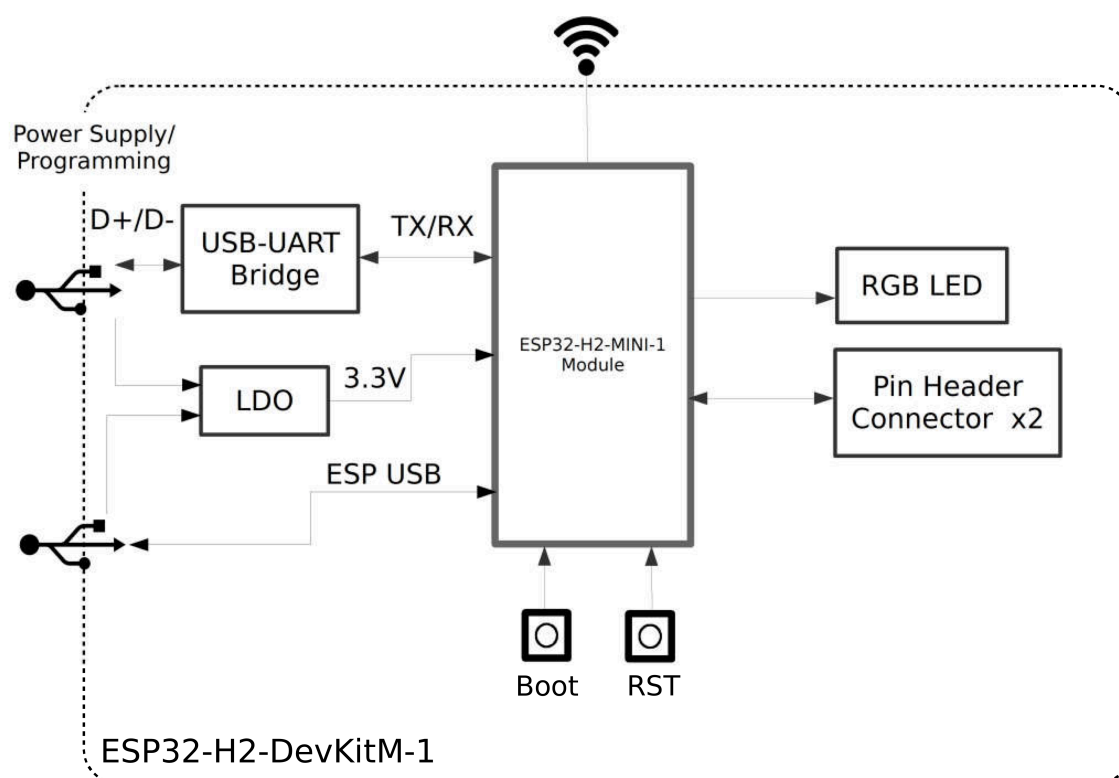 Power Supply/
Programming
D+/D-
USB-UART
Bridge
TX/RX
ESP32-H2-MINI-1
Module
RGB LED
Pin Header
Connector x2
LDO
3.3V
ESP USB
Boot
RST
ESP32-H2-DevKitM-1